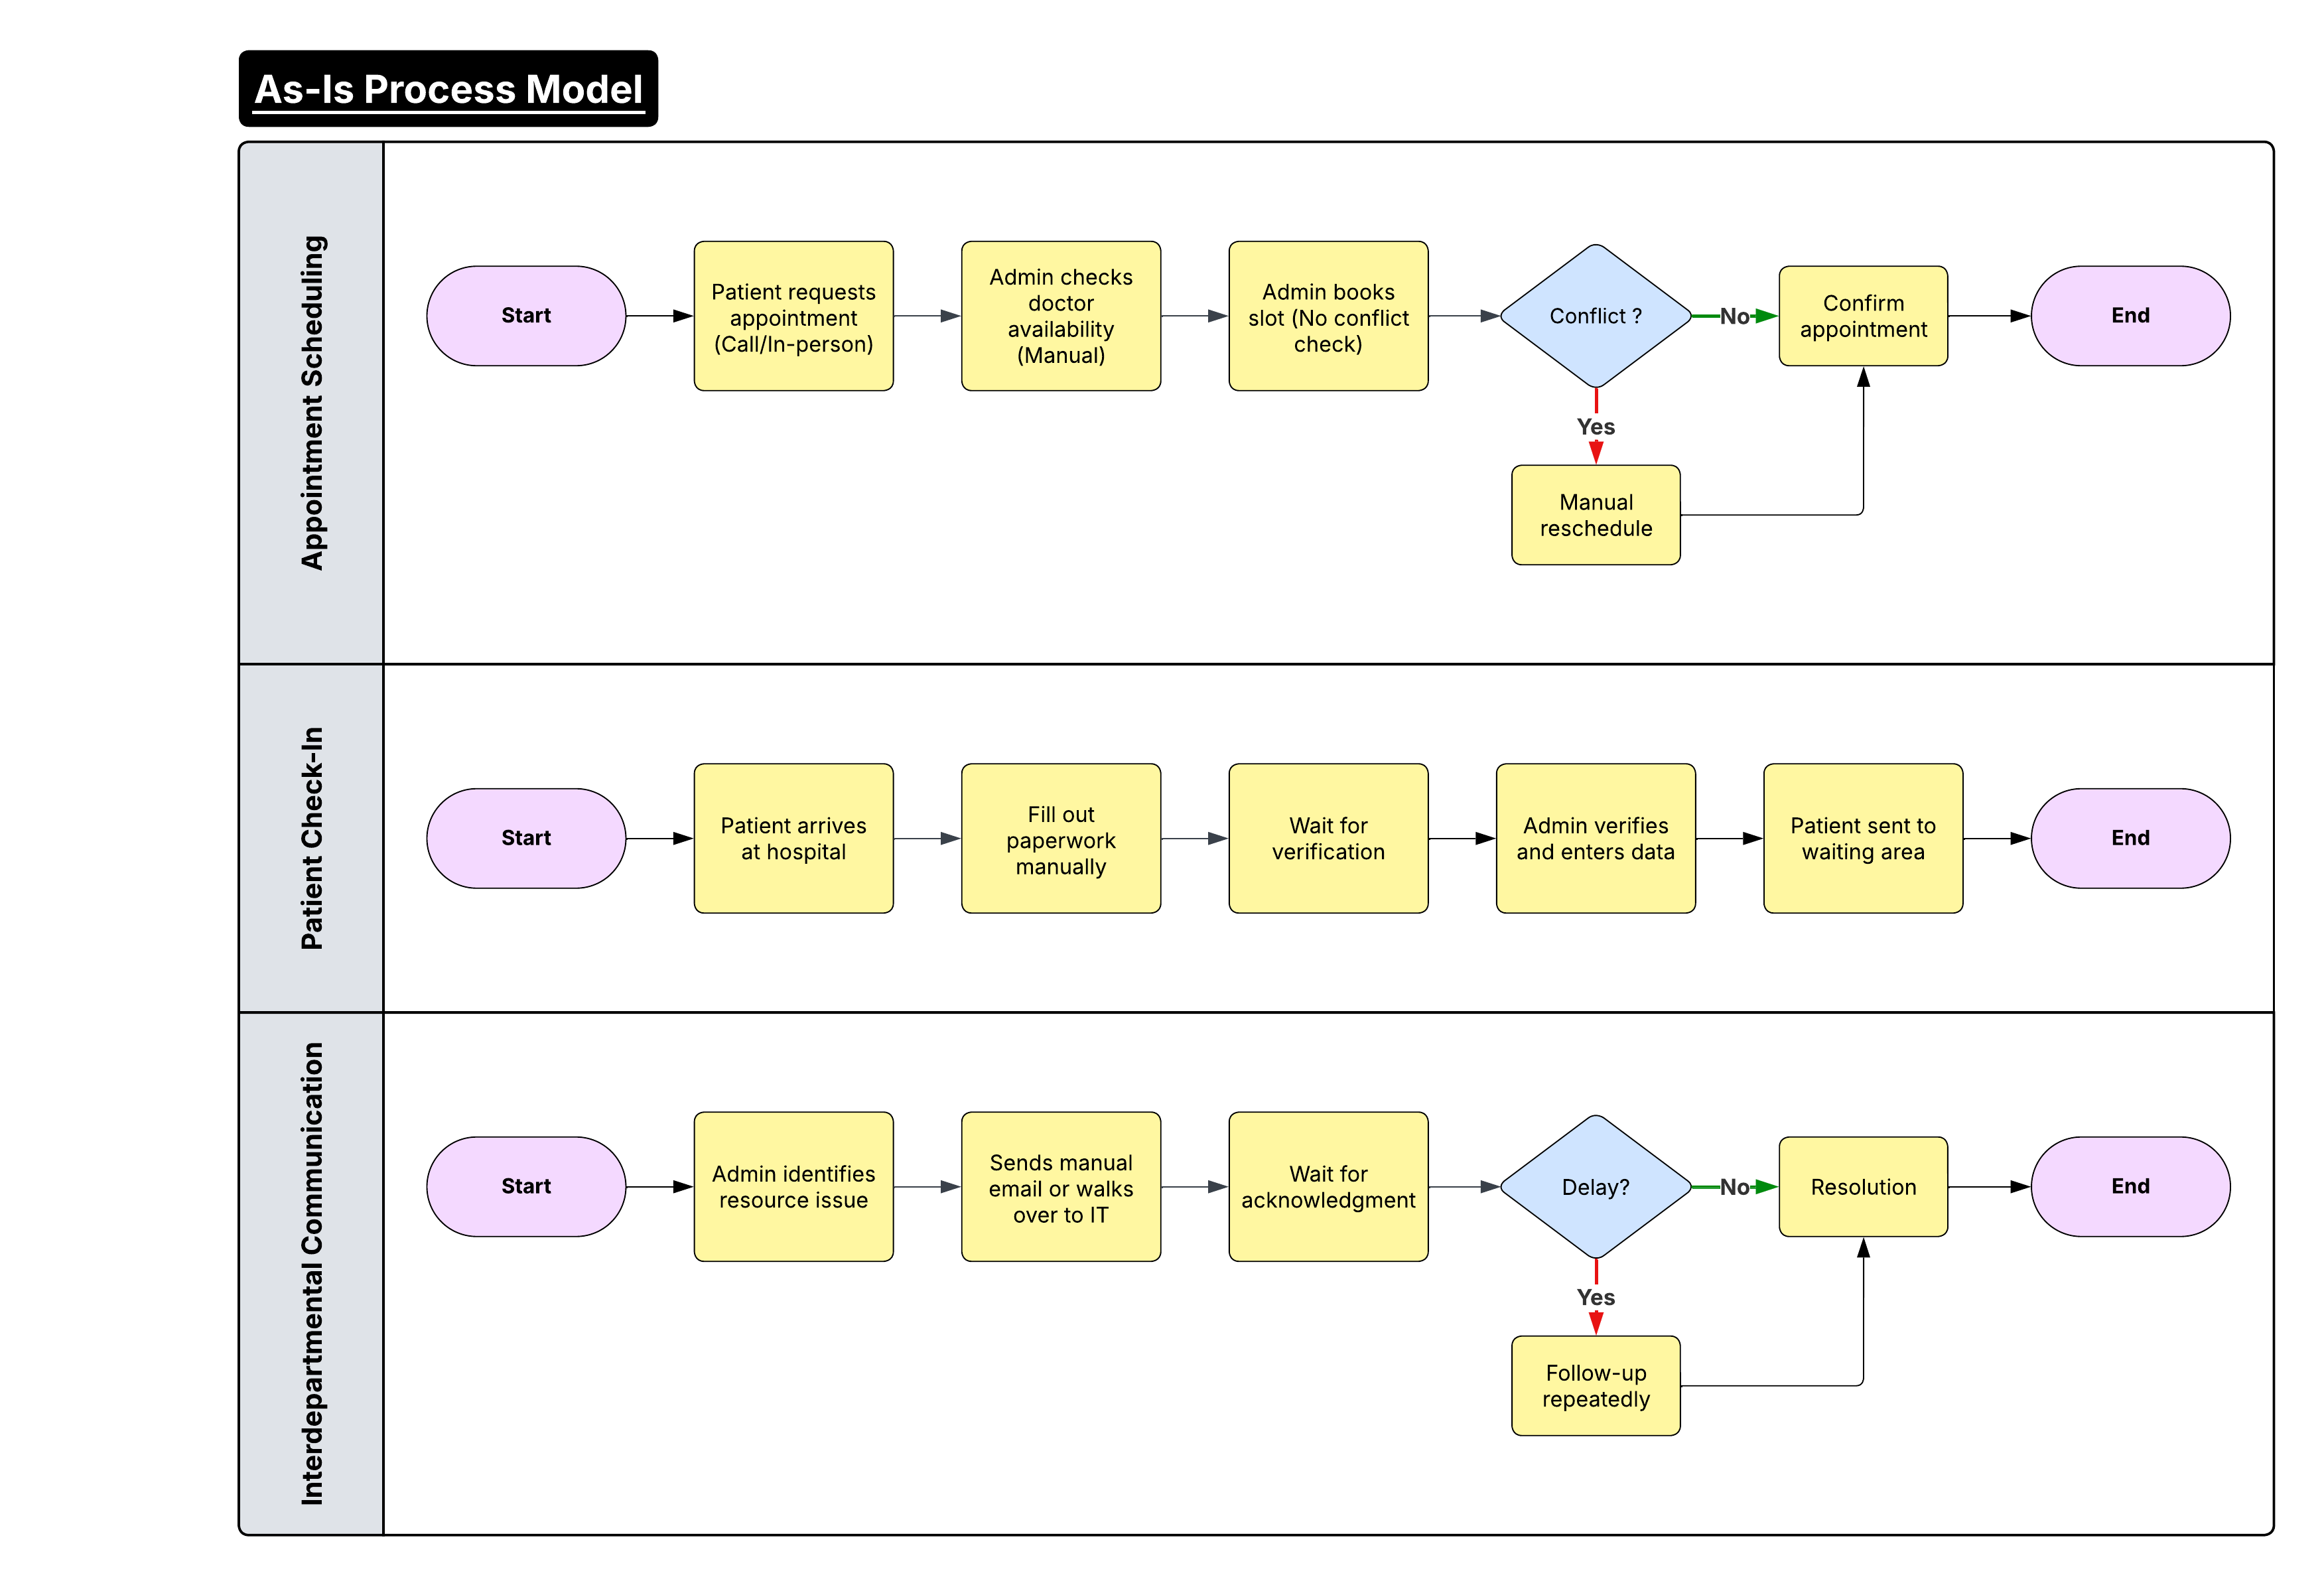 As-Is Process Model
Appointment Scheduling
Start
Patient requests
appointment
(Call/In-person)
Admin checks
doctor
availability
(Manual)
Admin books
slot (No conflict
check)
Conflict ?
No
Confirm
appointment
End
Yes
Manual
reschedule
Patient Check-In
Start
Patient arrives
at hospital
Fill out
paperwork
manually
Wait for
verification
Admin verifies
and enters data
Patient sent to
waiting area
End
Interdepartmental Communication
Start
Admin identifies
resource issue
Sends manual
email or walks
over to IT
Wait for
acknowledgment
Delay?
No
Resolution
End
Yes
Follow-up
repeatedly